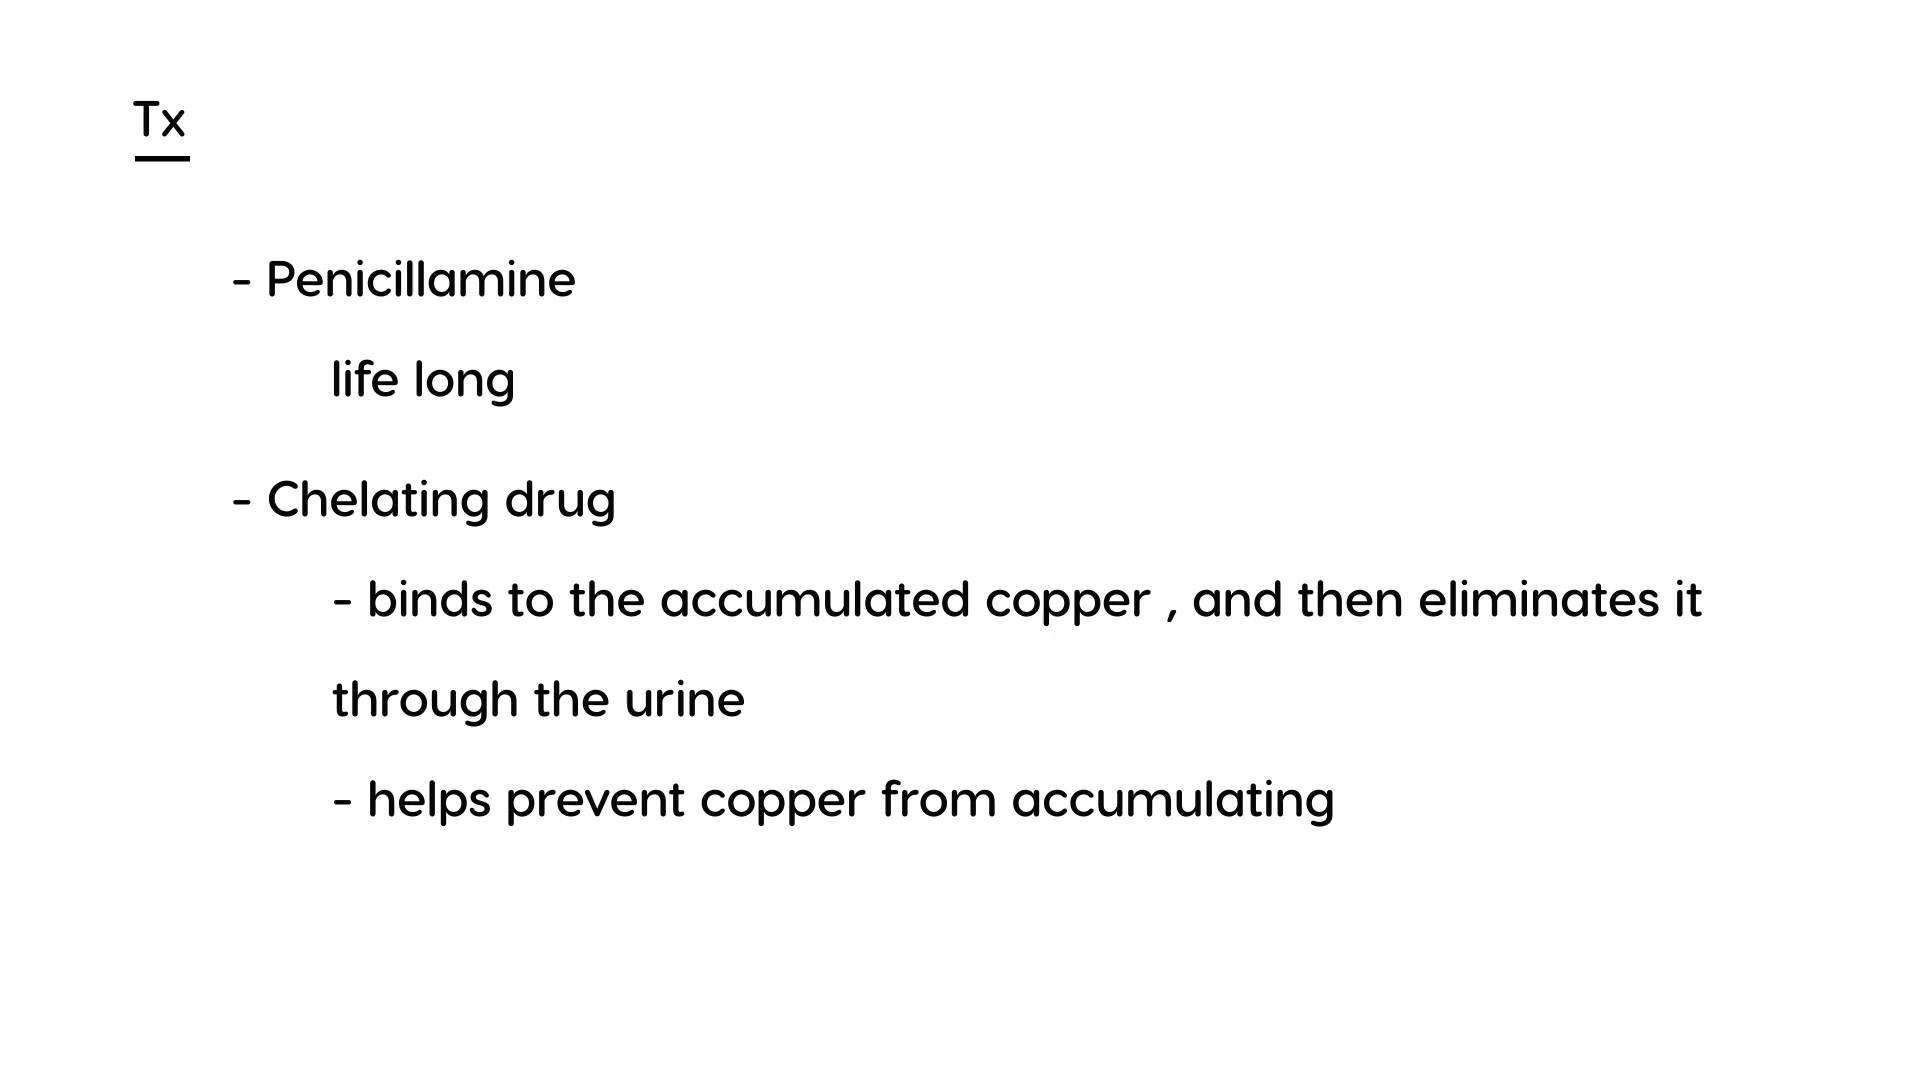 Tx
- Penicillamine
life long
- Chelating drug
- binds to the accumulated copper , and then eliminates it
through the urine
- helps prevent copper from accumulating